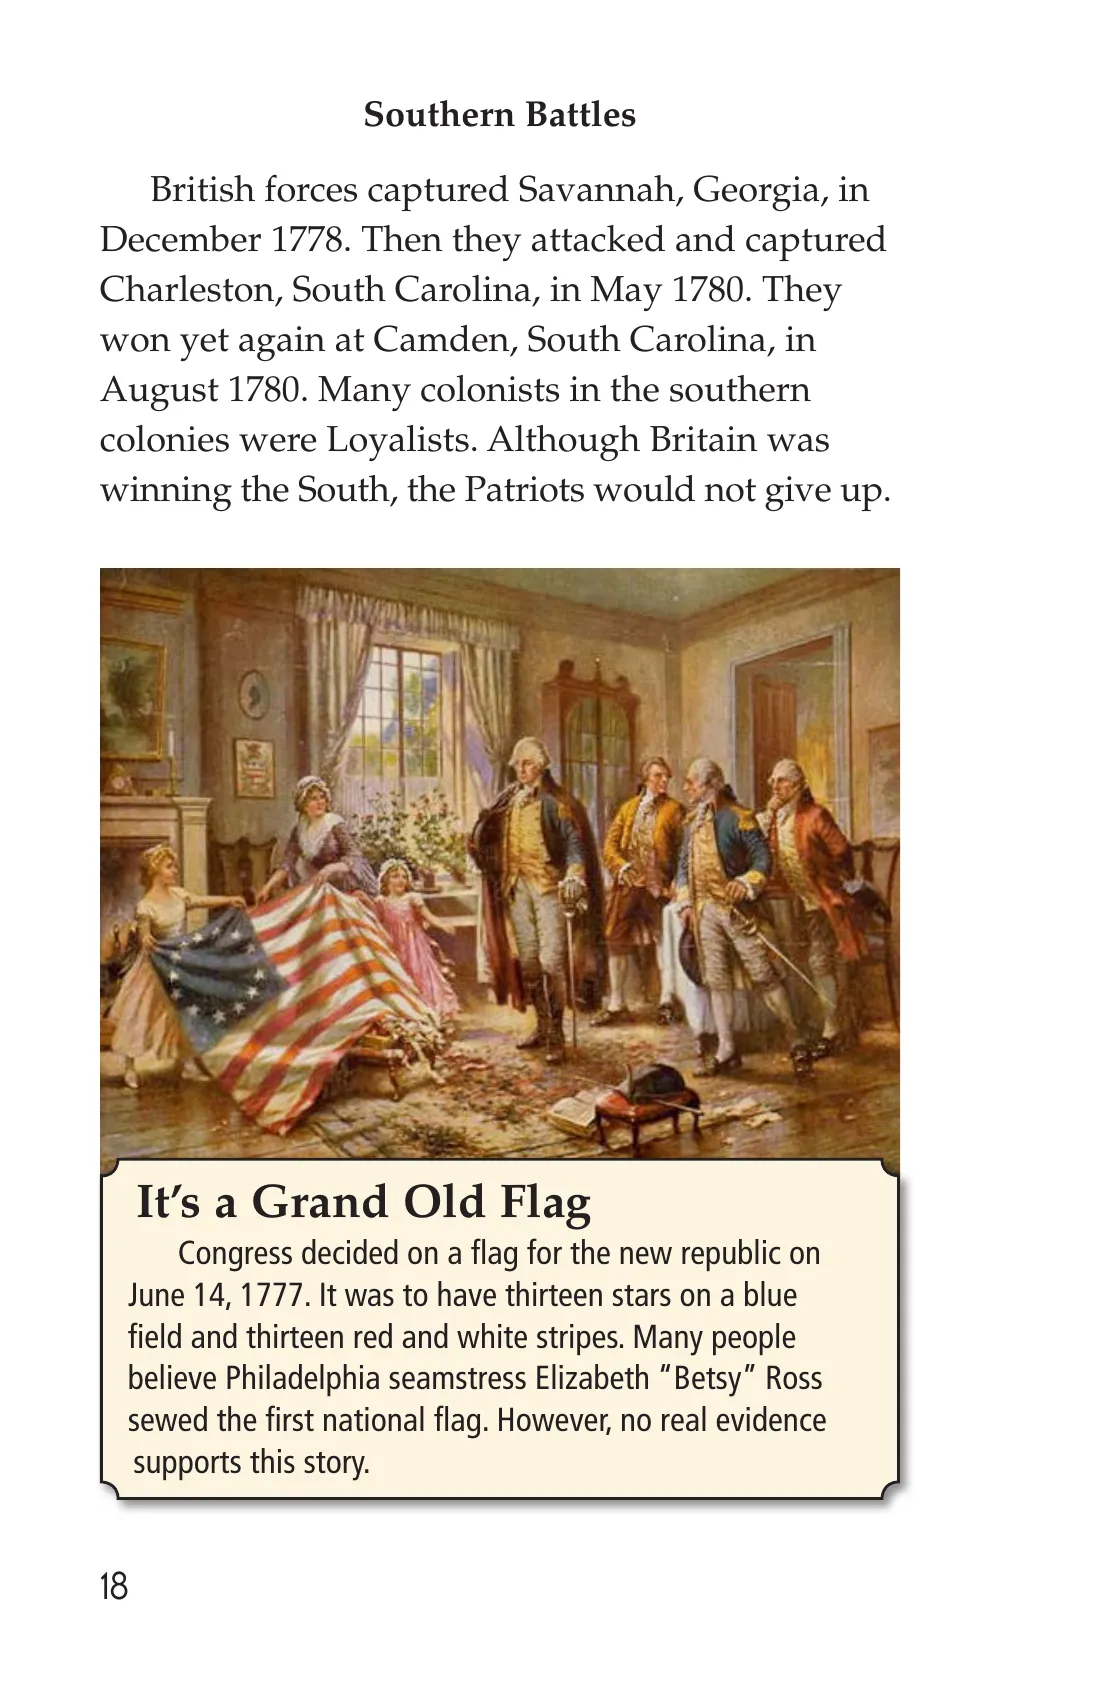 Southern Battles
British forces captured Savannah, Georgia, in
December 1778. Then they attacked and captured
Charleston, South Carolina, in May 1780. They
won yet again at Camden, South Carolina, in
August 1780. Many colonists in the southern
colonies were Loyalists. Although Britain was
winning the South, the Patriots would not give up.
It’s a Grand Old Flag
Congress decided on a flag for the new republic on
June 14, 1777. It was to have thirteen stars on a blue
field and thirteen red and white stripes. Many people
believe Philadelphia seamstress Elizabeth “Betsy” Ross
sewed the first national flag. However, no real evidence
supports this story.
18